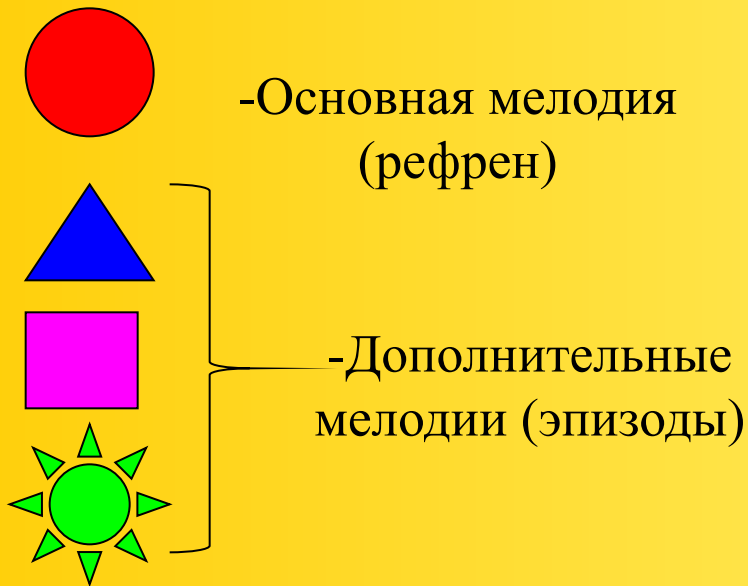 -Основная мелодия
(рефрен)
-Дополнительные
мелодии (эпизоды)